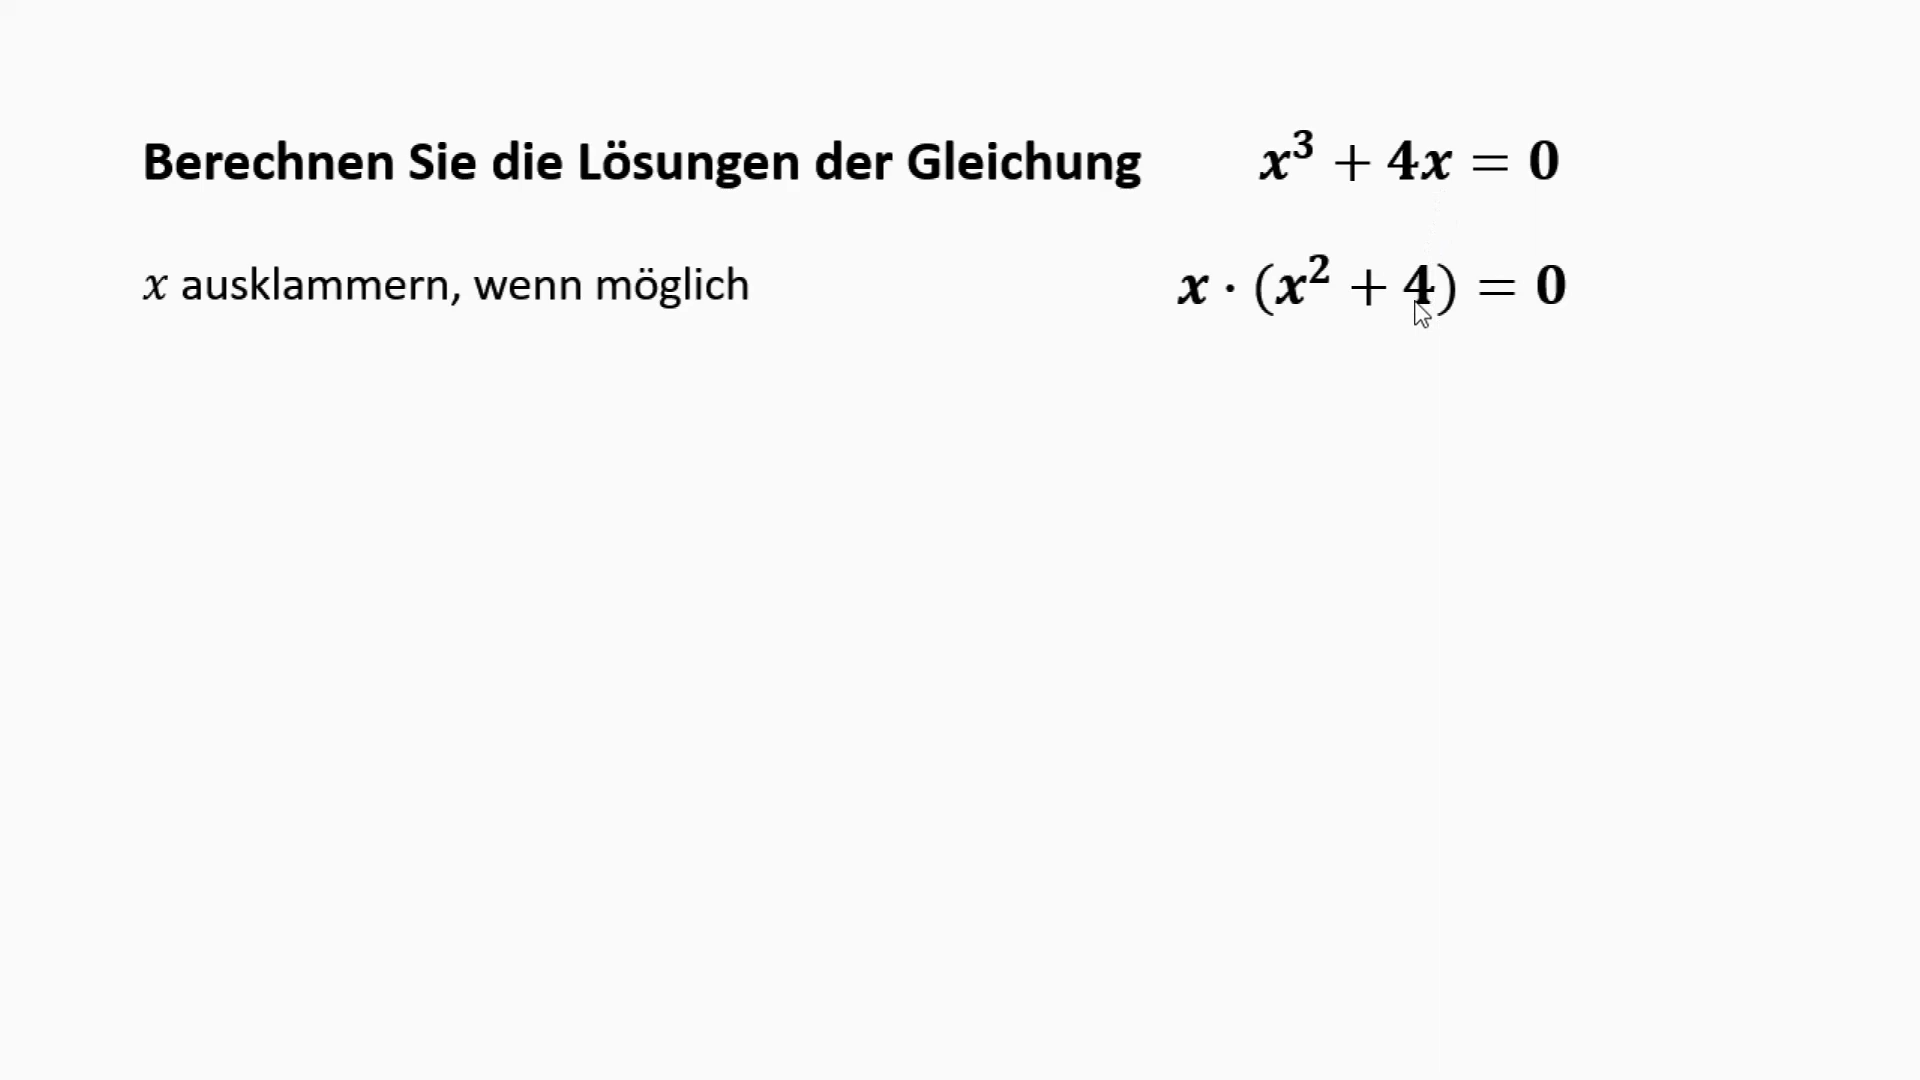 Berechnen Sie die Lösungen der Gleichung x³ + 4x = 0
x ausklammern, wenn möglich x · (x² + 4) = 0